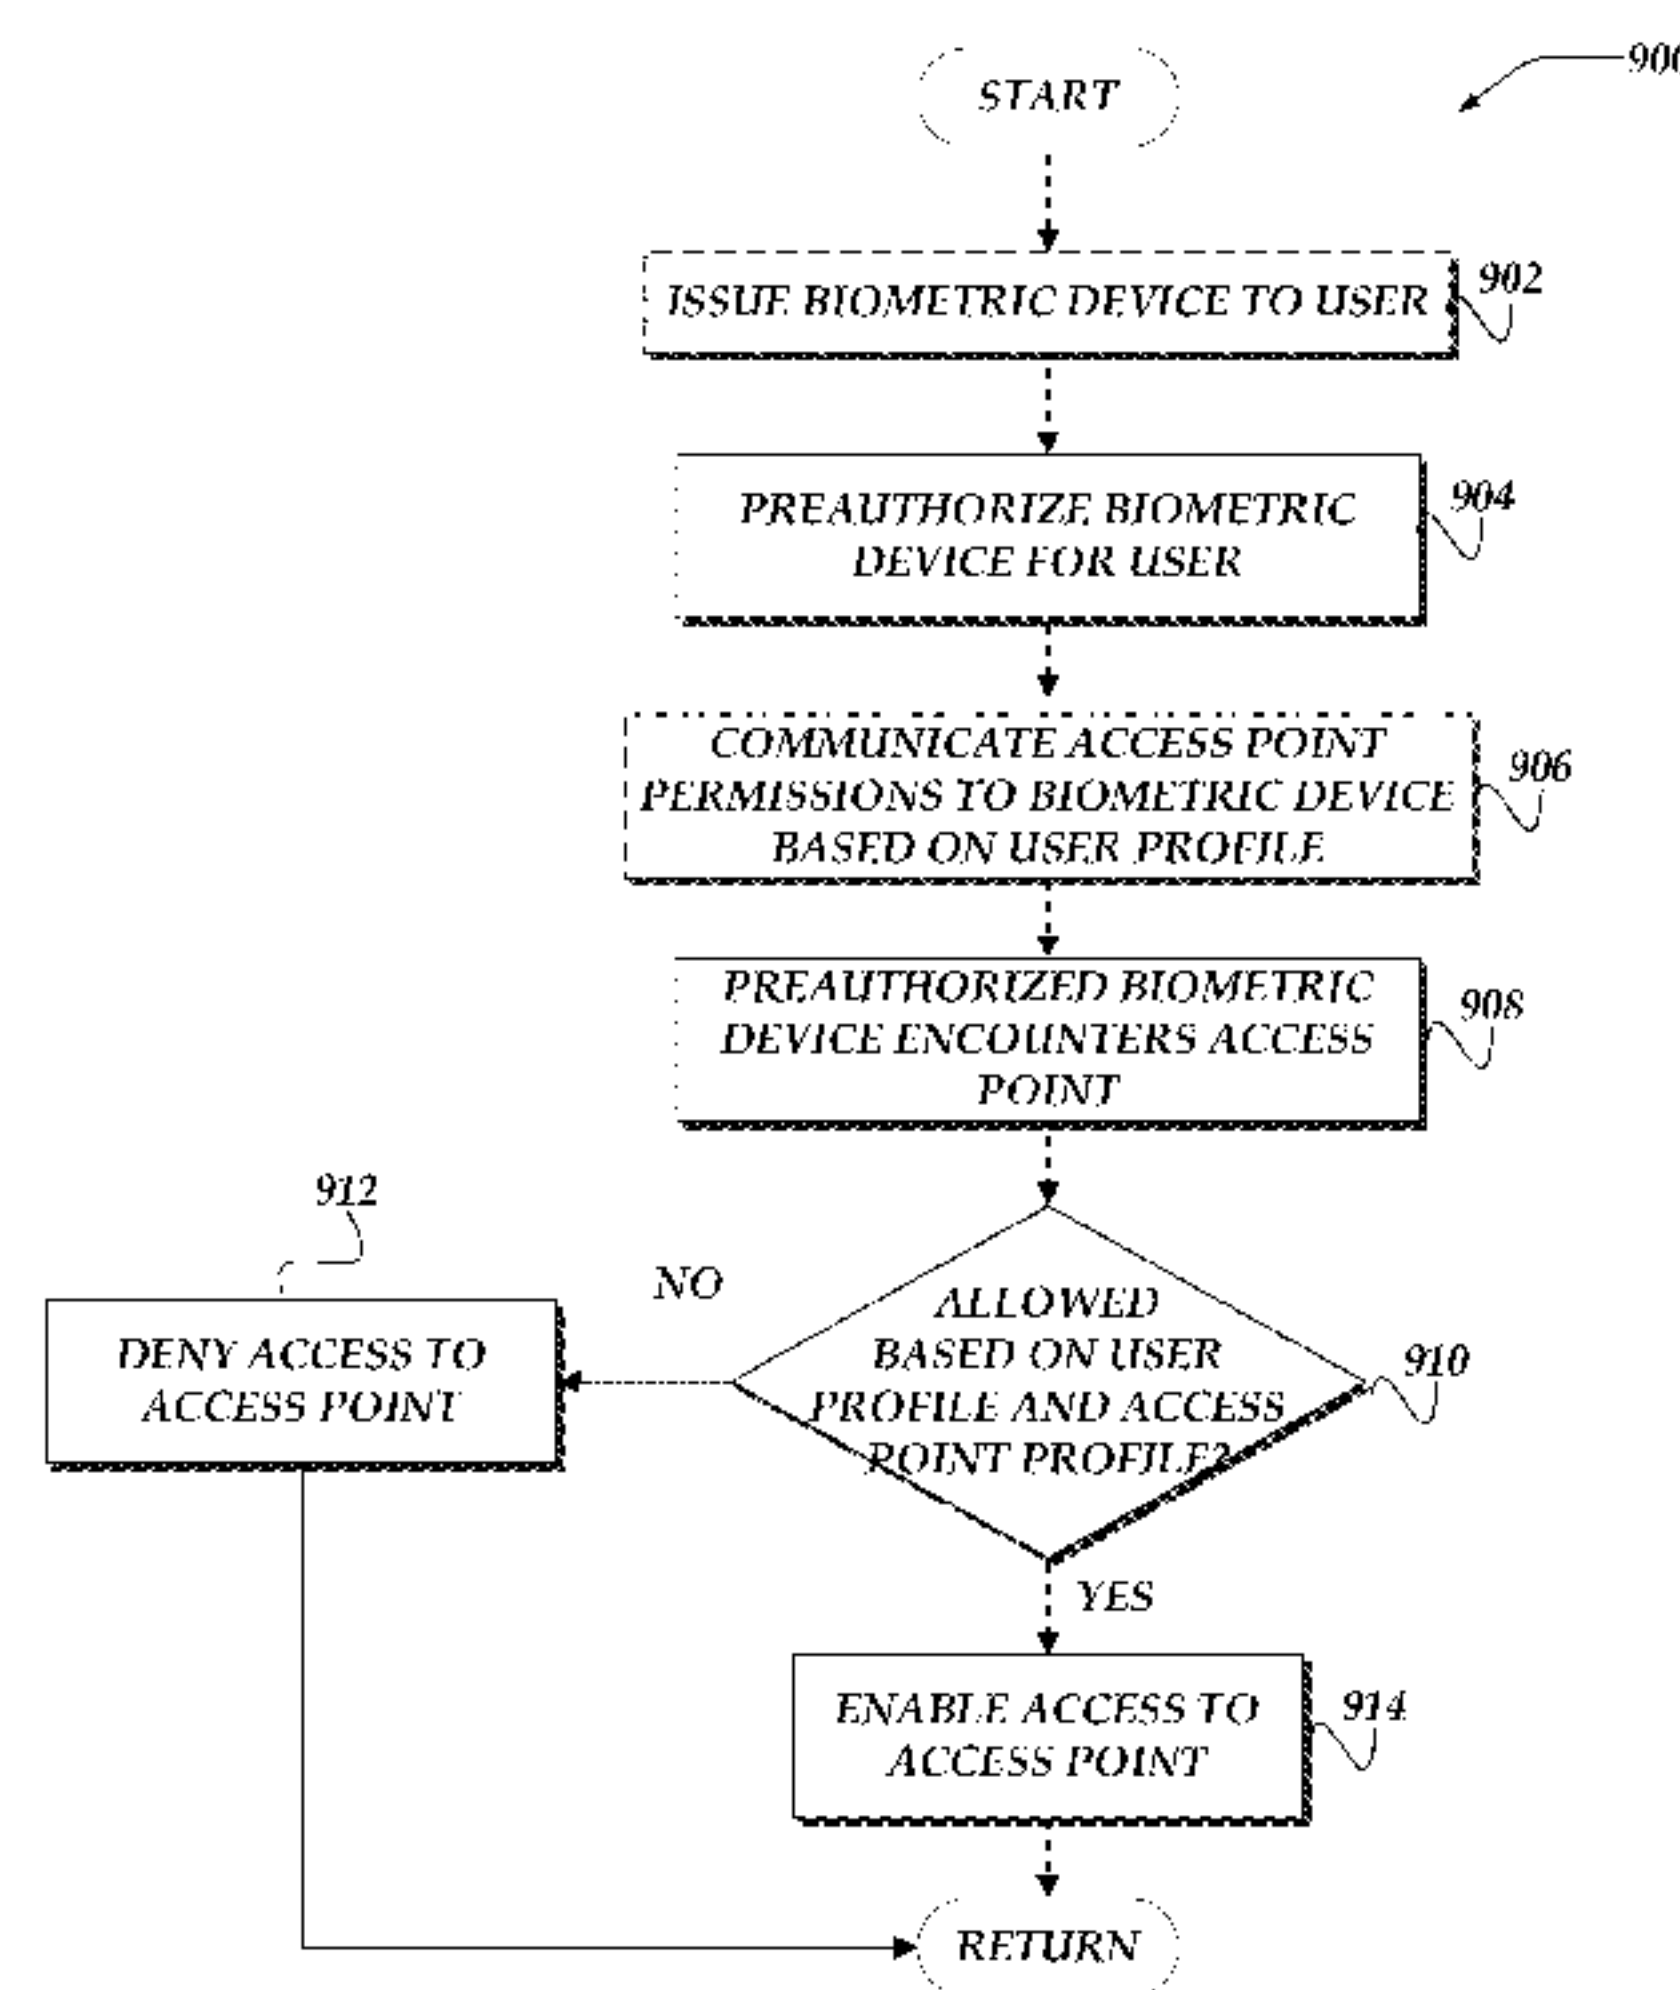 START
900
ISSUE BIOMETRIC DEVICE TO USER
902
PREAUTHORIZE BIOMETRIC
DEVICE FOR USER
904
COMMUNICATE ACCESS POINT
PERMISSIONS TO BIOMETRIC DEVICE
BASED ON USER PROFILE
906
PREAUTHORIZED BIOMETRIC
DEVICE ENCOUNTERS ACCESS
POINT
908
912
NO
DENY ACCESS TO
ACCESS POINT
ALLOWED
BASED ON USER
PROFILE AND ACCESS
POINT PROFILE?
910
YES
ENABLE ACCESS TO
ACCESS POINT
914
RETURN